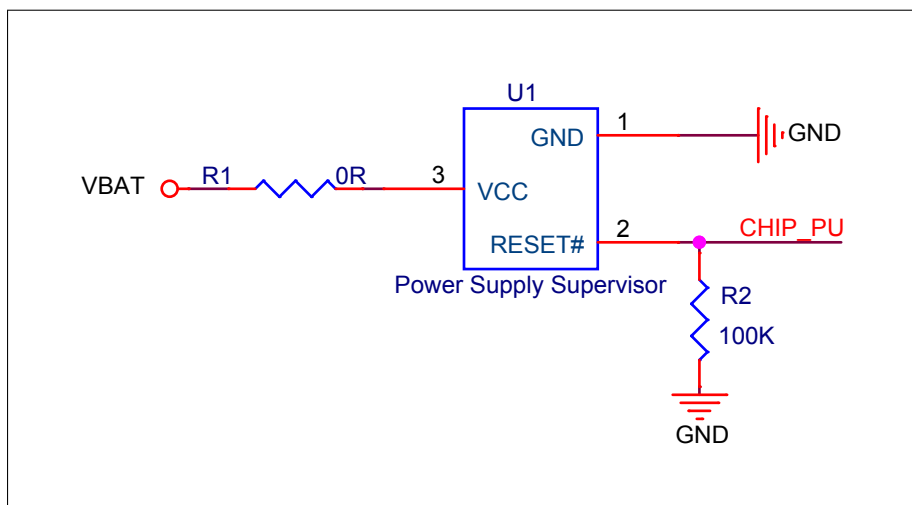 U1
GND 1 GND
VBAT R1 0R 3 VCC
RESET# 2 CHIP_PU
Power Supply Supervisor
R2
100K
GND